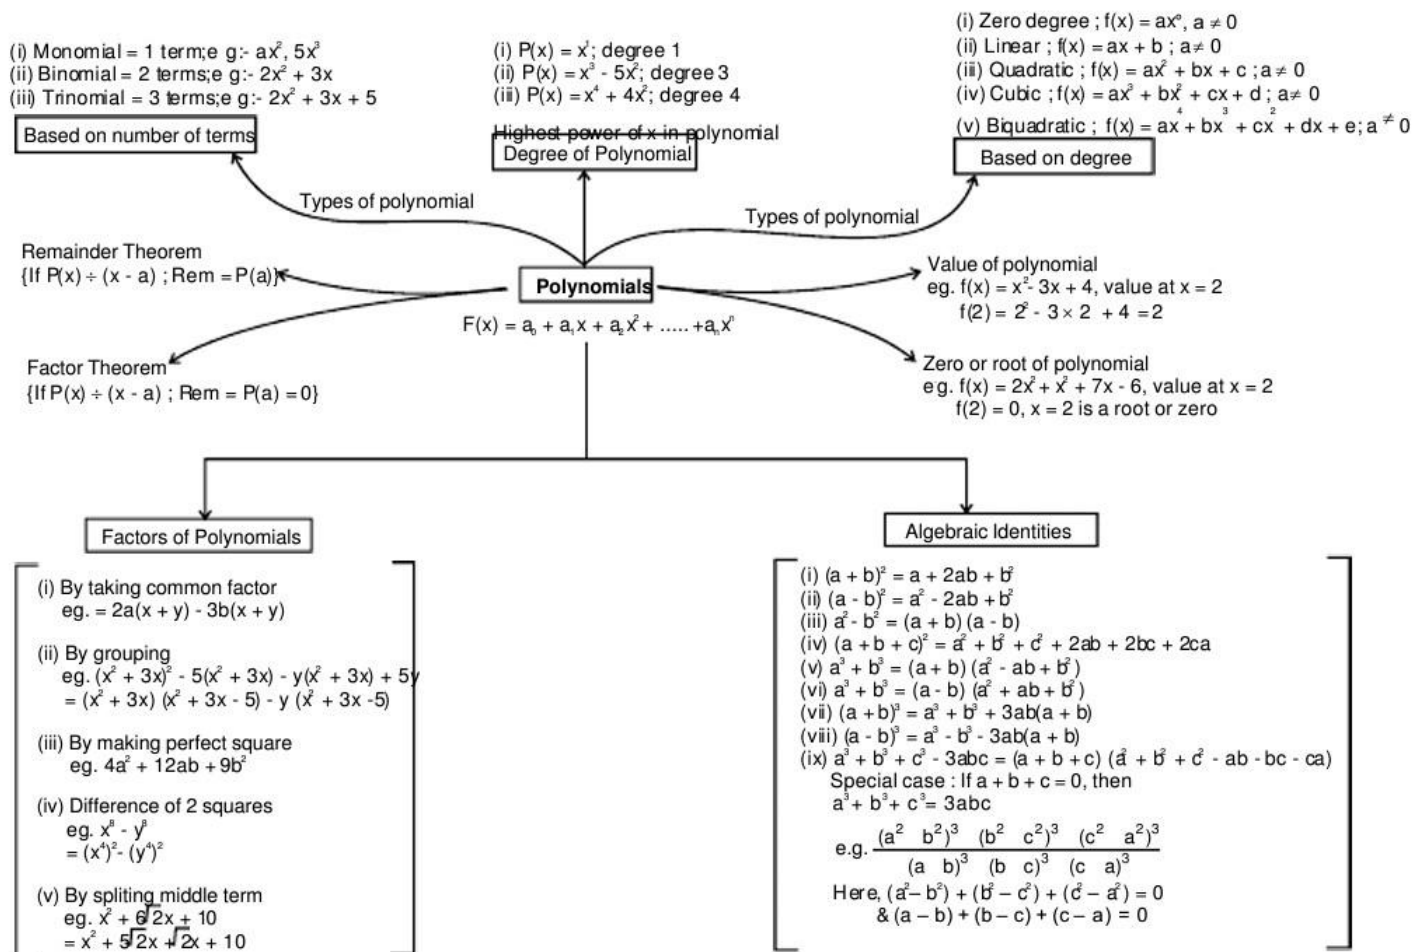 (i) Monomial = 1 term;e g:- ax², 5x³
(ii) Binomial = 2 terms;e g:- 2x² + 3x
(iii) Trinomial = 3 terms;e g:- 2x² + 3x + 5
Based on number of terms
(i) P(x) = x¹; degree 1
(ii) P(x) = x³ - 5x²; degree 3
(iii) P(x) = x⁴ + 4x²; degree 4
Highest power of x in polynomial
Degree of Polynomial
(i) Zero degree ; f(x) = ax⁰, a ≠ 0
(ii) Linear ; f(x) = ax + b ; a ≠ 0
(iii) Quadratic ; f(x) = ax² + bx + c ; a ≠ 0
(iv) Cubic ; f(x) = ax³ + bx² + cx + d ; a ≠ 0
(v) Biquadratic ; f(x) = ax⁴ + bx³ + cx² + dx + e; a ≠ 0
Based on degree
Types of polynomial
Types of polynomial
Remainder Theorem
{If P(x) ÷ (x - a) ; Rem = P(a)}
Polynomials
F(x) = a₀ + a₁x + a₂x² + ..... +aₙxⁿ
Value of polynomial
eg. f(x) = x² - 3x + 4, value at x = 2
f(2) = 2² - 3 × 2 + 4 = 2
Factor Theorem
{If P(x) ÷ (x - a) ; Rem = P(a) = 0}
Zero or root of polynomial
eg. f(x) = 2x² + x² + 7x - 6, value at x = 2
f(2) = 0, x = 2 is a root or zero
Factors of Polynomials
(i) By taking common factor
eg. = 2a(x + y) - 3b(x + y)
(ii) By grouping
eg. (x² + 3x)² - 5(x² + 3x) - y(x² + 3x) + 5y
= (x² + 3x) (x² + 3x - 5) - y (x² + 3x -5)
(iii) By making perfect square
eg. 4a² + 12ab + 9b²
(iv) Difference of 2 squares
eg. x⁸ - y⁸
= (x⁴)² - (y⁴)²
(v) By spliting middle term
eg. x² + 6√2x + 10
= x² + 5√2x + √2x + 10
Algebraic Identities
(i) (a + b)² = a + 2ab + b²
(ii) (a - b)² = a² - 2ab + b²
(iii) a² - b² = (a + b) (a - b)
(iv) (a + b + c)² = a² + b² + c² + 2ab + 2bc + 2ca
(v) a³ + b³ = (a + b) (a² - ab + b²)
(vi) a³ + b³ = (a - b) (a² + ab + b²)
(vii) (a + b)³ = a³ + b³ + 3ab(a + b)
(viii) (a - b)³ = a³ - b³ - 3ab(a + b)
(ix) a³ + b³ + c³ - 3abc = (a + b + c) (a² + b² + c² - ab - bc - ca)
Special case : If a + b + c = 0, then
a³ + b³ + c³ = 3abc
e.g. (a² b²)³ (b² c²)³ (c² a²)³
(a b)³ (b c)³ (c a)³
Here, (a² – b²) + (b² – c²) + (c² – a²) = 0
& (a – b) + (b – c) + (c – a) = 0